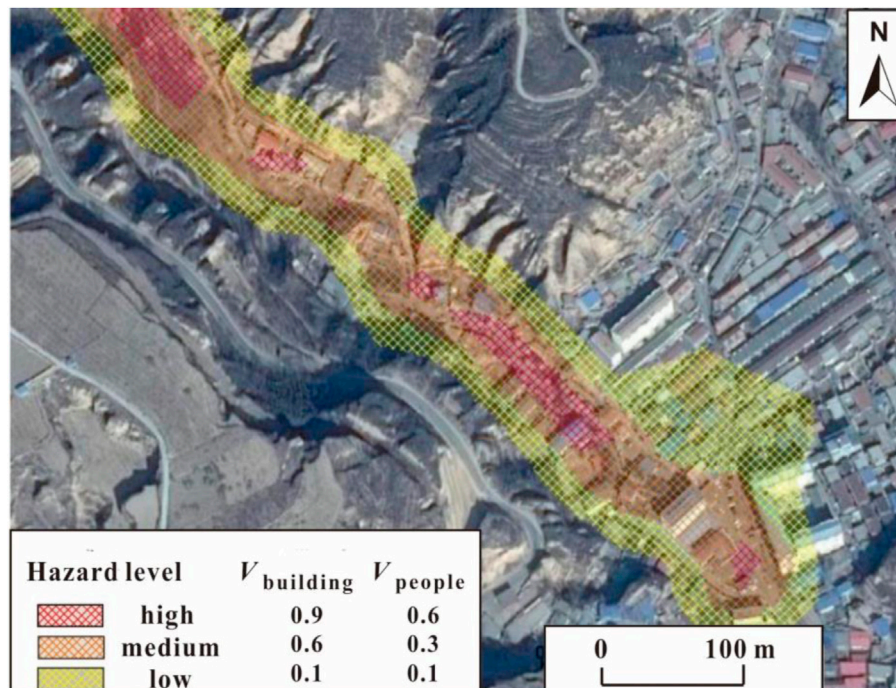 N
Hazard level V building V people
high 0.9 0.6
medium 0.6 0.3
low 0.1 0.1
0 100 m